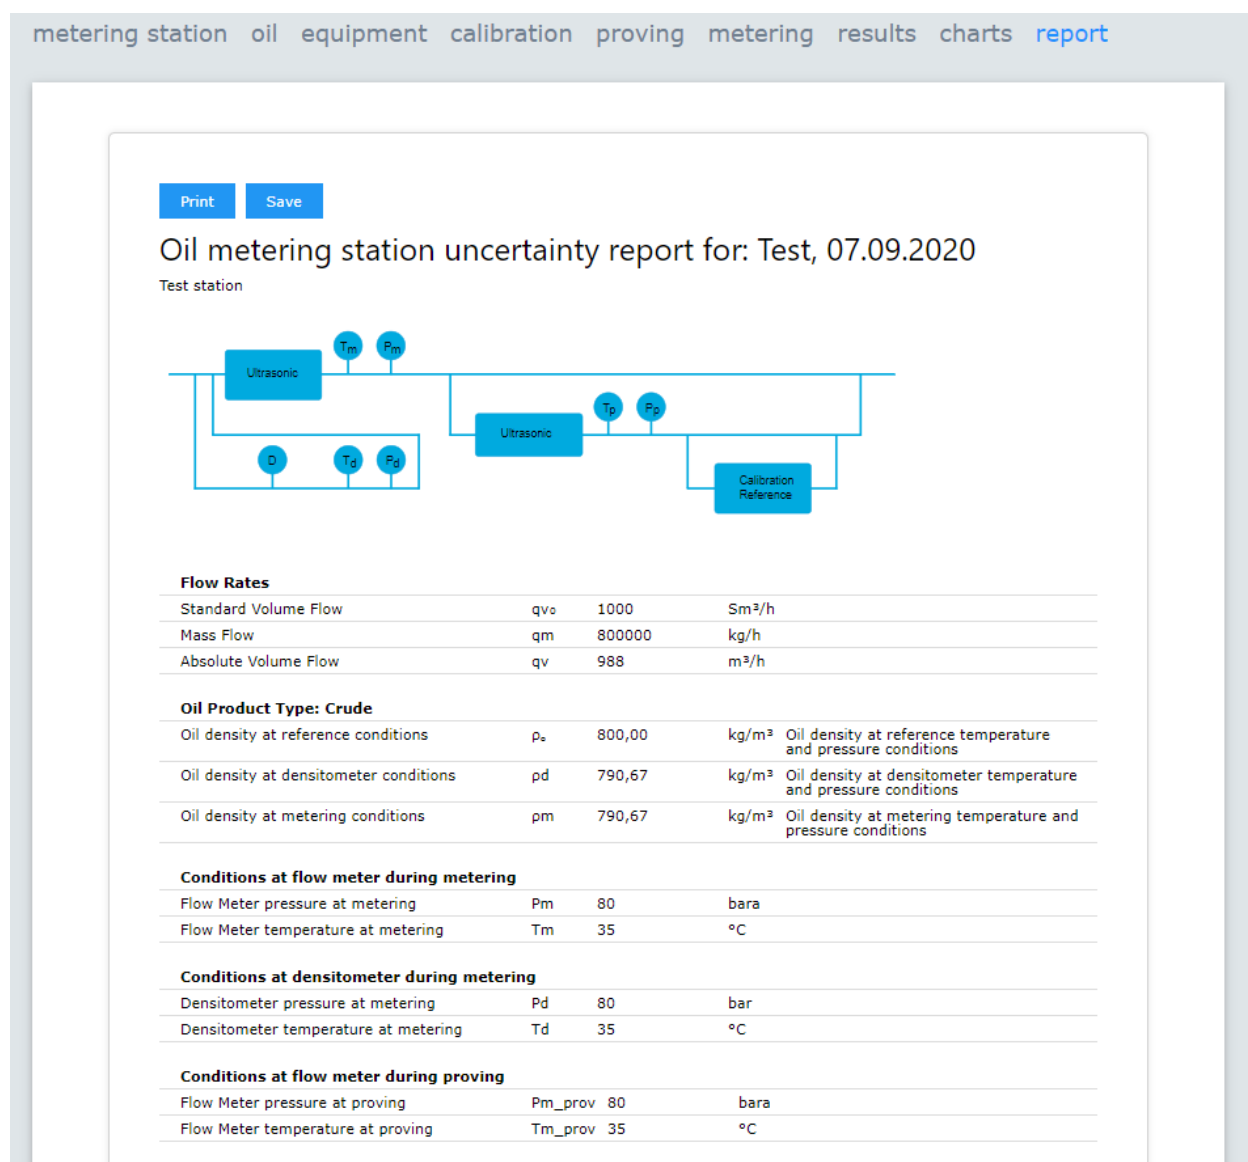 metering station oil equipment calibration proving metering results charts report
Print Save
Oil metering station uncertainty report for: Test, 07.09.2020
Test station
Tm Pm
Ultrasonic
Tp Pp
Ultrasonic
D Td Pd
Calibration
Reference
Flow Rates
Standard Volume Flow qv₀ 1000 Sm³/h
Mass Flow qm 800000 kg/h
Absolute Volume Flow qv 988 m³/h
Oil Product Type: Crude
Oil density at reference conditions ρₒ 800,00 kg/m³ Oil density at reference temperature
and pressure conditions
Oil density at densitometer conditions ρd 790,67 kg/m³ Oil density at densitometer temperature
and pressure conditions
Oil density at metering conditions ρm 790,67 kg/m³ Oil density at metering temperature and
pressure conditions
Conditions at flow meter during metering
Flow Meter pressure at metering Pm 80 bara
Flow Meter temperature at metering Tm 35 °C
Conditions at densitometer during metering
Densitometer pressure at metering Pd 80 bar
Densitometer temperature at metering Td 35 °C
Conditions at flow meter during proving
Flow Meter pressure at proving Pm_prov 80 bara
Flow Meter temperature at proving Tm_prov 35 °C